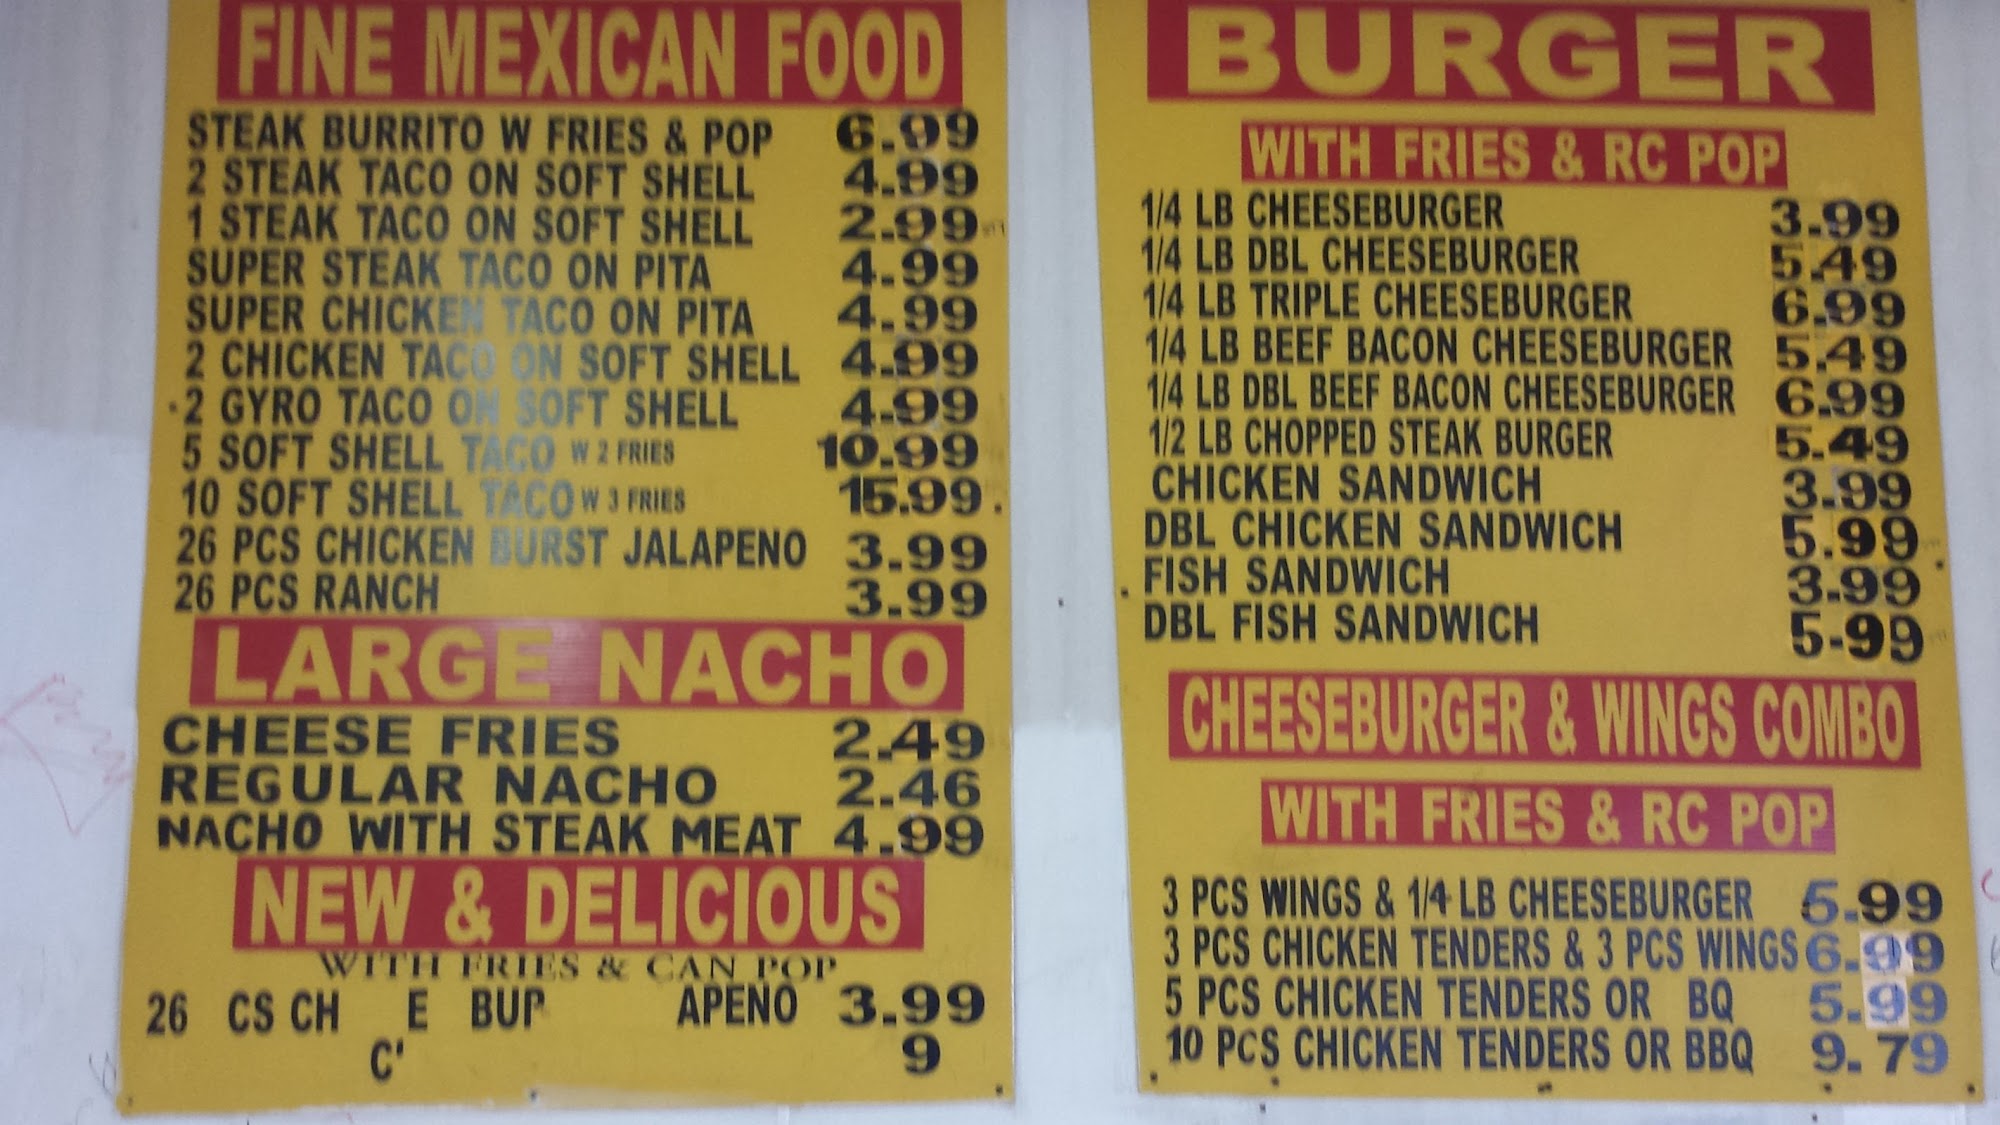 FINE MEXICAN FOOD
STEAK BURRITO W FRIES & POP 6.99
2 STEAK TACO ON SOFT SHELL 4.99
1 STEAK TACO ON SOFT SHELL 2.99
SUPER STEAK TACO ON PITA 4.99
SUPER CHICKEN TACO ON PITA 4.99
2 CHICKEN TACO ON SOFT SHELL 4.99
2 GYRO TACO ON SOFT SHELL 4.99
5 SOFT SHELL TACO W 2 FRIES 10.99
10 SOFT SHELL TACO W 3 FRIES 15.99
26 PCS CHICKEN BURST JALAPENO 3.99
26 PCS RANCH 3.99
LARGE NACHO
CHEESE FRIES 2.49
REGULAR NACHO 2.46
NACHO WITH STEAK MEAT 4.99
NEW & DELICIOUS
WITH FRIES & CAN POP
26 CS CH E BUR APENO 3.99
C 9
BURGER
WITH FRIES & RC POP
1/4 LB CHEESEBURGER 3.99
1/4 LB DBL CHEESEBURGER 5.49
1/4 LB TRIPLE CHEESEBURGER 6.99
1/4 LB BEEF BACON CHEESEBURGER 5.49
1/4 LB DBL BEEF BACON CHEESEBURGER 6.99
1/2 LB CHOPPED STEAK BURGER 5.49
CHICKEN SANDWICH 3.99
DBL CHICKEN SANDWICH 5.99
FISH SANDWICH 3.99
DBL FISH SANDWICH 5-99
CHEESEBURGER & WINGS COMBO
WITH FRIES & RC POP
3 PCS WINGS & 1/4 LB CHEESEBURGER 5.99
3 PCS CHICKEN TENDERS & 3 PCS WINGS 6.99
5 PCS CHICKEN TENDERS OR BQ 5.99
10 PCS CHICKEN TENDERS OR BBQ 9.79